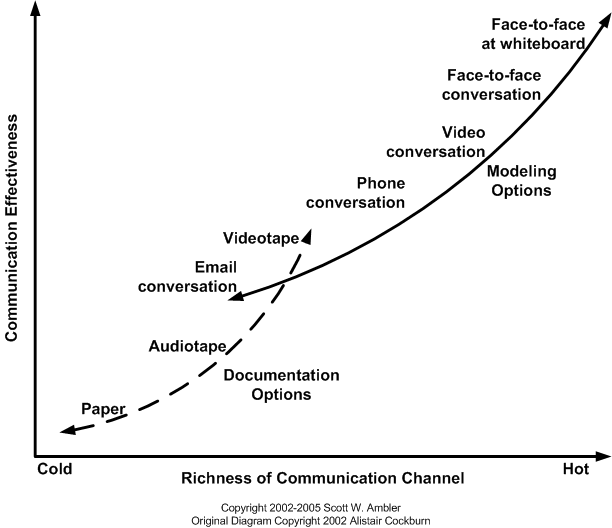 Face-to-face
at whiteboard
Face-to-face
conversation
Video
conversation
Modeling
Options
Phone
conversation
Videotape
Email
conversation
Audiotape
Documentation
Options
Paper
Communication Effectiveness
Cold
Hot
Richness of Communication Channel
Copyright 2002-2005 Scott W. Ambler
Original Diagram Copyright 2002 Alistair Cockburn